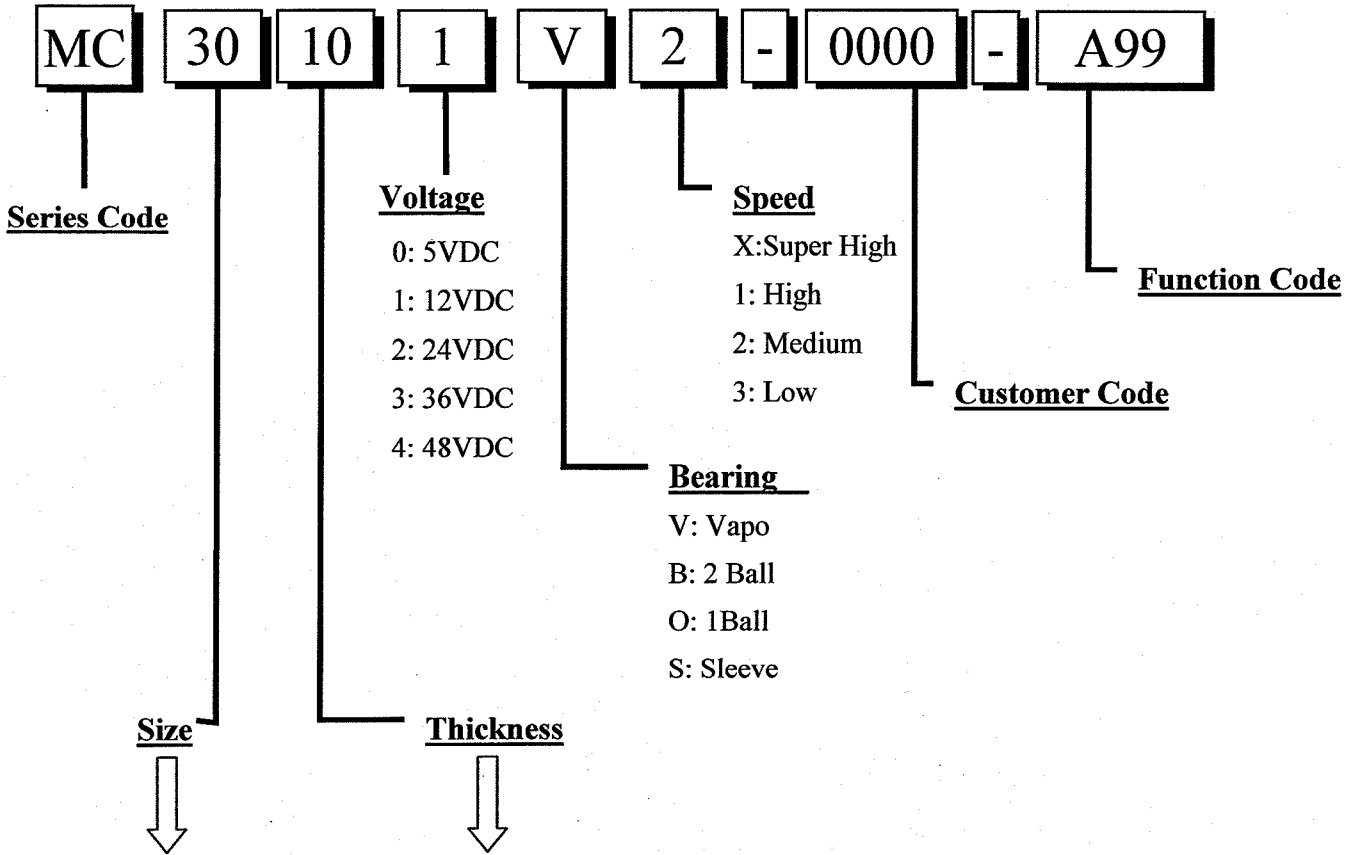 MC 30 10 1 V 2 - 0000 - A99
Series Code
Voltage
0: 5VDC
1: 12VDC
2: 24VDC
3: 36VDC
4: 48VDC
Speed
X:Super High
1: High
2: Medium
3: Low
Function Code
Customer Code
Bearing
V: Vapo
B: 2 Ball
O: 1Ball
S: Sleeve
Size
Thickness